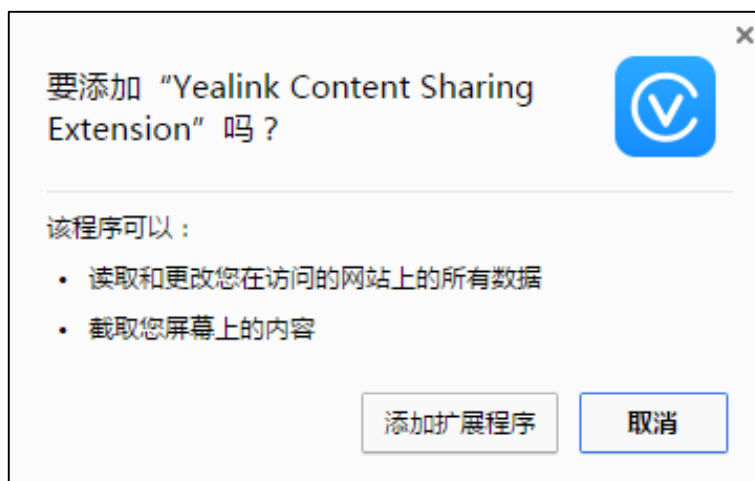 要添加“Yealink Content Sharing
Extension”吗？
该程序可以：
• 读取和更改您在访问的网站上的所有数据
• 截取您屏幕上的内容
添加扩展程序
取消